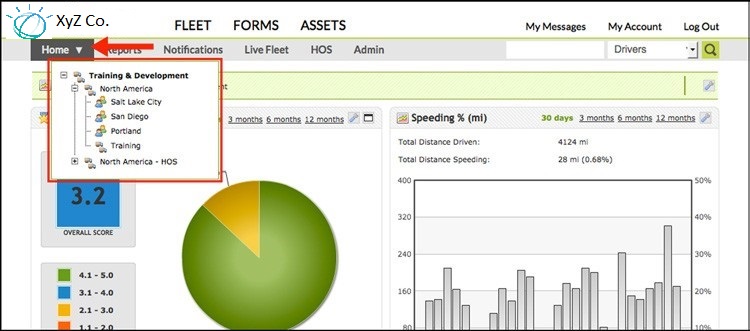 XyZ Co.
FLEET FORMS ASSETS
My Messages My Account Log Out
Home ▼ Reports Notifications Live Fleet HOS Admin Drivers
Training & Development
North America
Salt Lake City
San Diego
Portland
Training
North America - HOS
3 months 6 months 12 months
3.2
OVERALL SCORE
4.1 - 5.0
3.1 - 4.0
2.1 - 3.0
1.1 - 2.0
Speeding % (mi) 30 days 3 months 6 months 12 months
Total Distance Driven: 4124 mi
Total Distance Speeding: 28 mi (0.68%)
400 50%
320 40%
240 30%
160 20%
80 10%